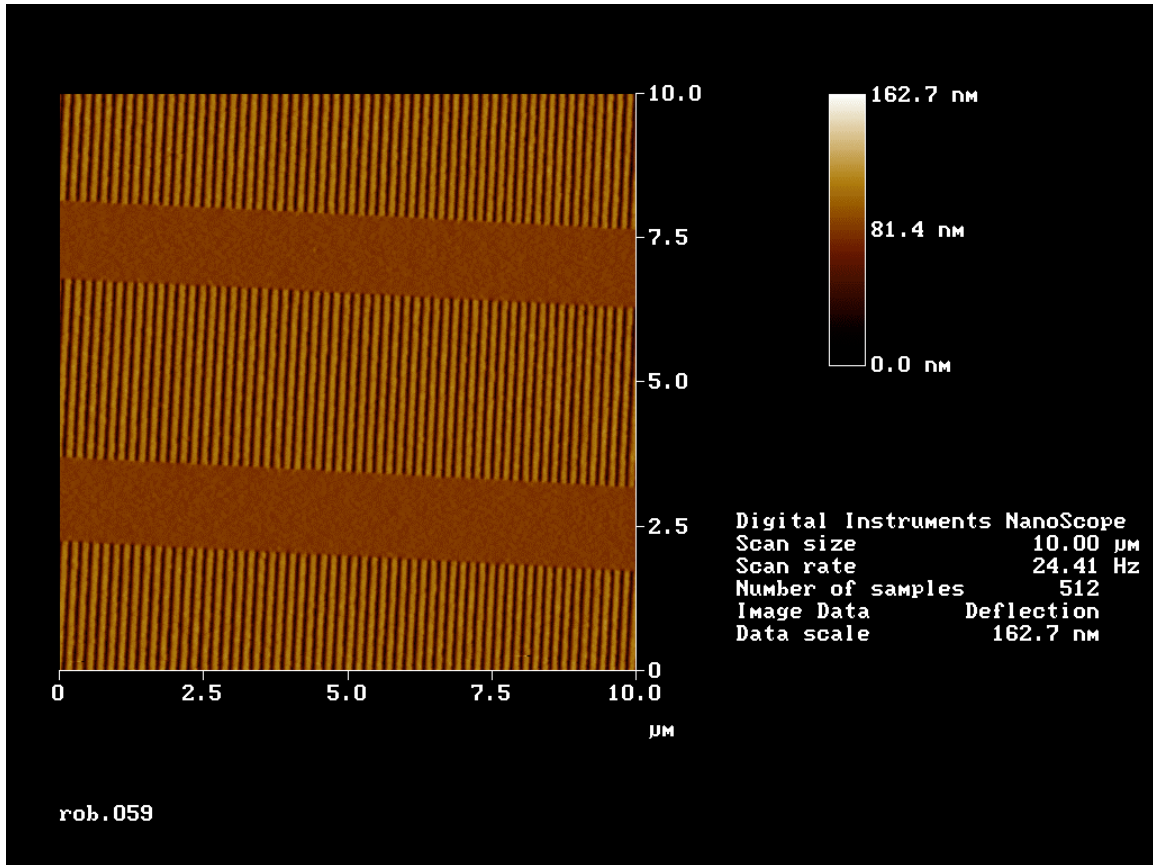 10.0
7.5
5.0
2.5
0
0 2.5 5.0 7.5 10.0
µM
162.7 nM
81.4 nM
0.0 nM
Digital Instruments NanoScope
Scan size 10.00 µM
Scan rate 24.41 Hz
Number of samples 512
Image Data Deflection
Data scale 162.7 nM
rob.059